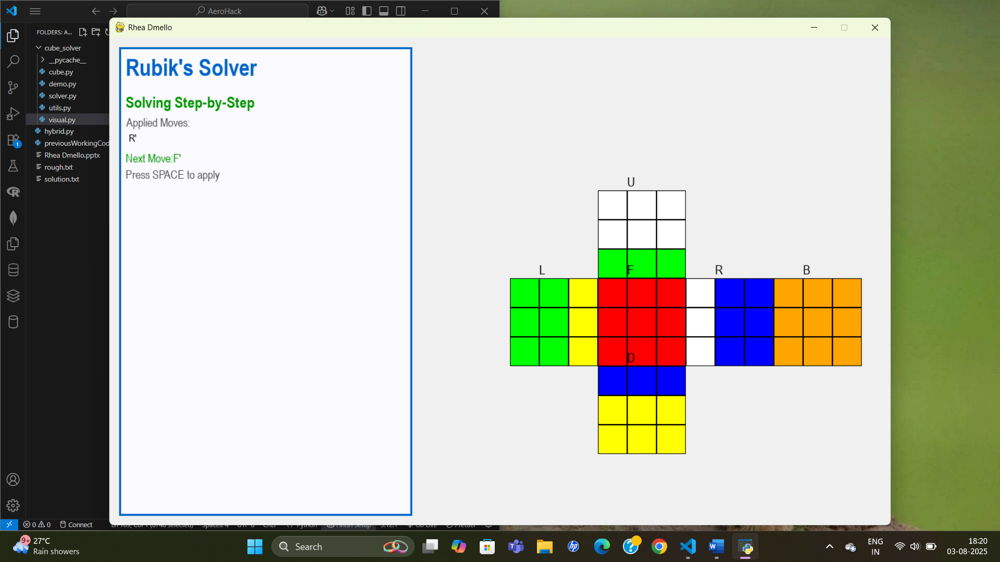 AeroHack
FOLDERS: A...
cube_solver
__pycache__
cube.py
demo.py
solver.py
utils.py
visual.py
hybrid.py
previousWorkingCod
Rhea Dmello.pptx
rough.txt
solution.txt
1
0 0
Connect
Rhea Dmello
Rubik's Solver
Solving Step-by-Step
Applied Moves:
R'
Next Move:F'
Press SPACE to apply
U
L
F
R
B
D
9+
27°C
Rain showers
Search
ENG
IN
18:20
03-08-2025